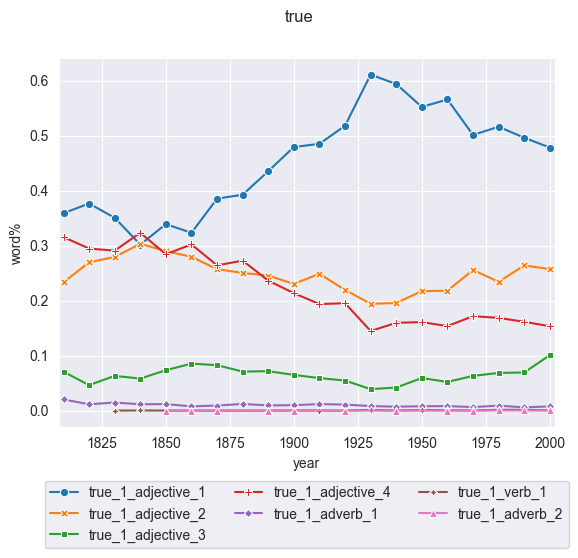 true
0.6
0.5
0.4
0.3
0.2
0.1
0.0
word%
1825 1850 1875 1900 1925 1950 1975 2000
year
true_1_adjective_1 true_1_adjective_4 true_1_verb_1
true_1_adjective_2 true_1_adverb_1 true_1_adverb_2
true_1_adjective_3